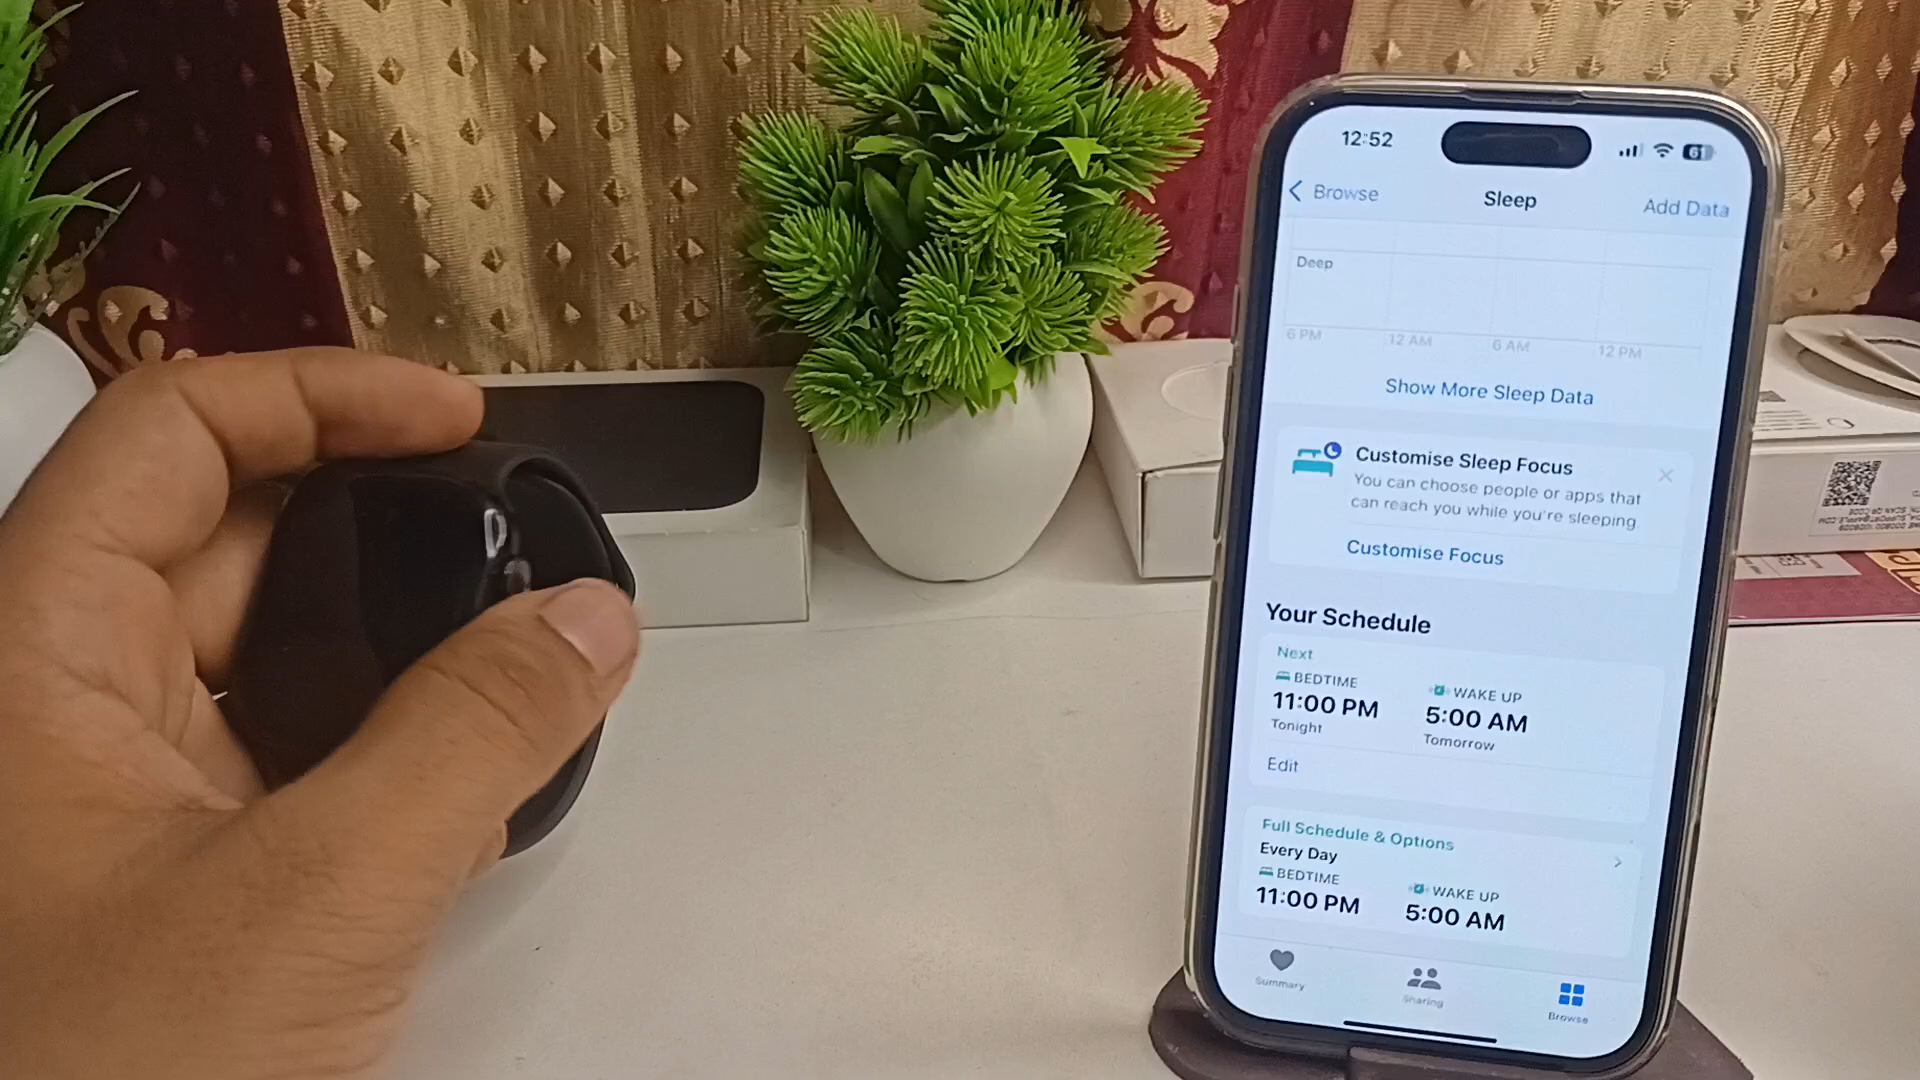 12:52
61
Browse
Sleep
Add Data
Deep
6 PM
12 AM
6 AM
12 PM
Show More Sleep Data
Customise Sleep Focus
You can choose people or apps that
can reach you while you're sleeping.
Customise Focus
Your Schedule
Next
BEDTIME
WAKE UP
11:00 PM
5:00 AM
Tonight
Tomorrow
Edit
Full Schedule & Options
Every Day
BEDTIME
WAKE UP
11:00 PM
5:00 AM
Summary
Sharing
Browse